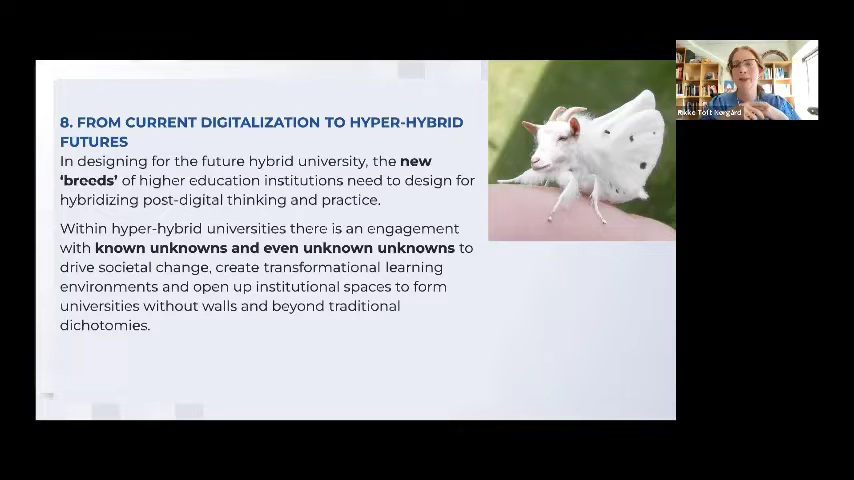 8. FROM CURRENT DIGITALIZATION TO HYPER-HYBRID
FUTURES
In designing for the future hybrid university, the new
‘breeds’ of higher education institutions need to design for
hybridizing post-digital thinking and practice.
Within hyper-hybrid universities there is an engagement
with known unknowns and even unknown unknowns to
drive societal change, create transformational learning
environments and open up institutional spaces to form
universities without walls and beyond traditional
dichotomies.
Rikke Toft Nørgård